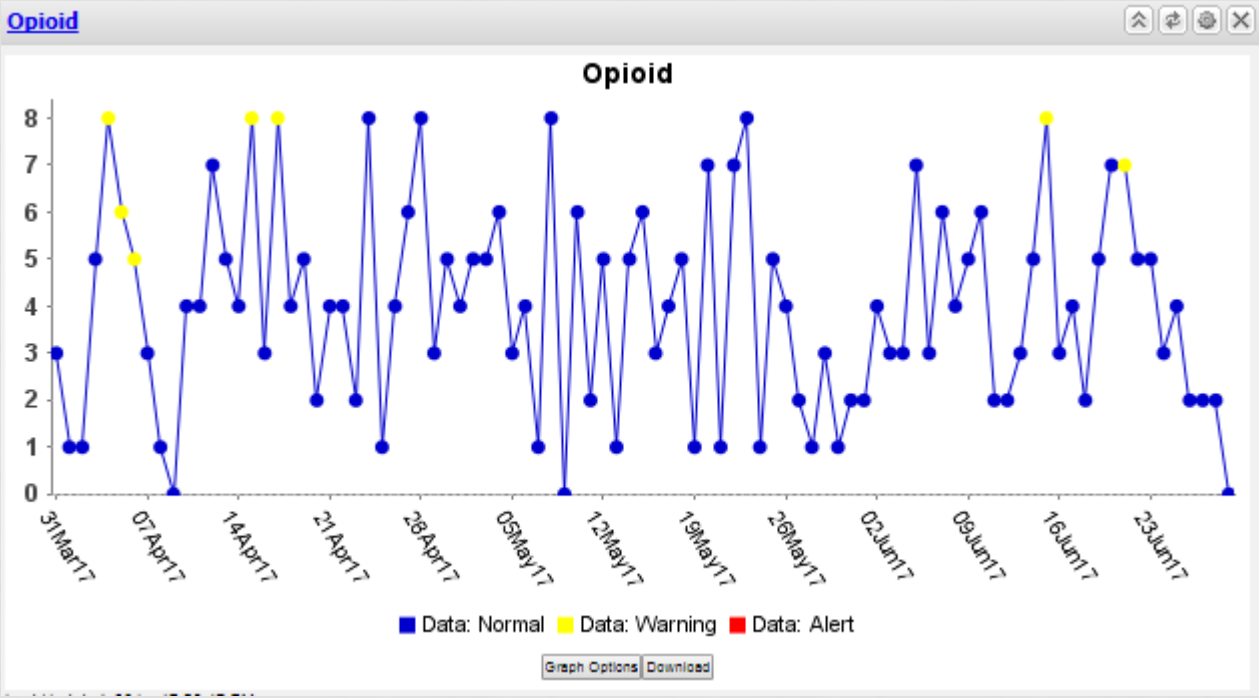 Opioid
Opioid
8
7
6
5
4
3
2
1
0
31Mar17 07Apr17 14Apr17 21Apr17 28Apr17 05May17 12May17 19May17 26May17 02Jun17 09Jun17 16Jun17 23Jun17
Data: Normal Data: Warning Data: Alert
Graph Options Download